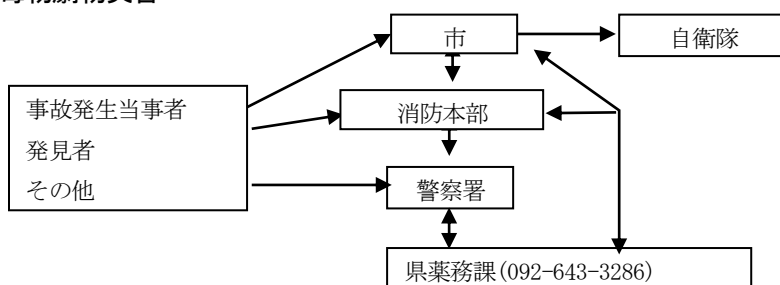 市
自衛隊
事故発生当事者
発見者
その他
消防本部
警察署
県薬務課(092-643-3286)